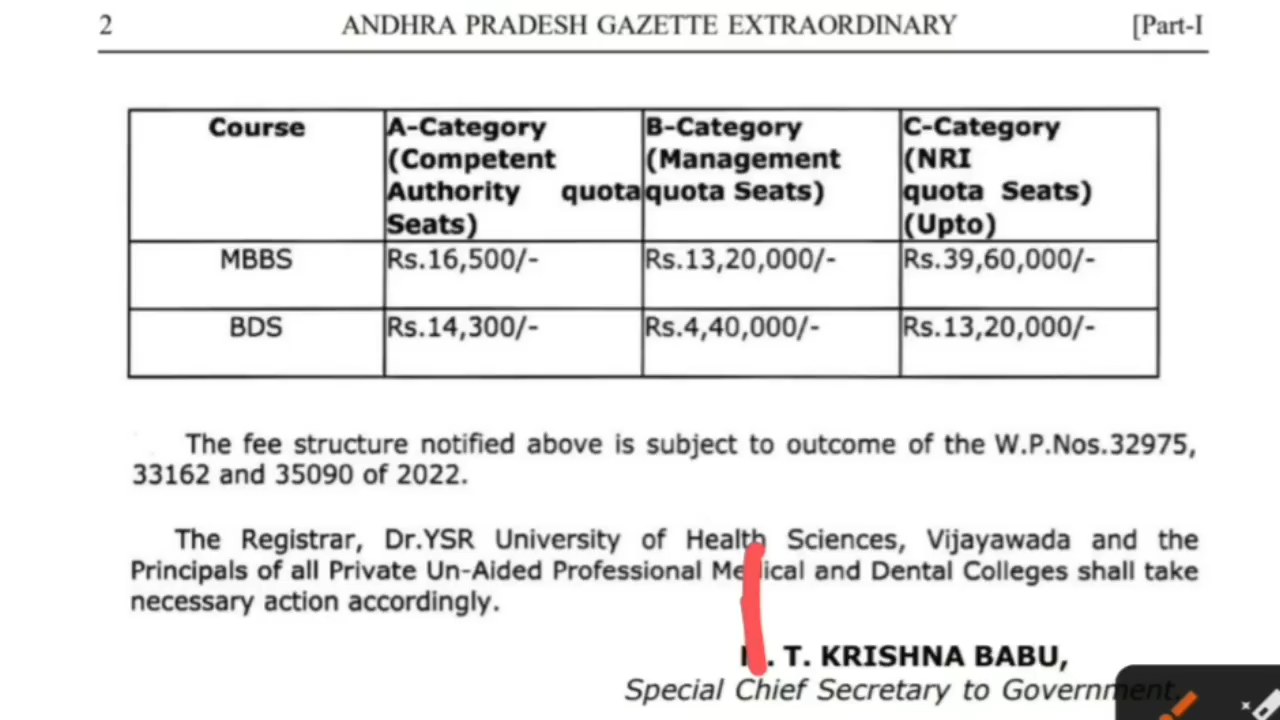 2 ANDHRA PRADESH GAZETTE EXTRAORDINARY [Part-I
Course A-Category (Competent Authority quota Seats) B-Category (Management quota Seats) C-Category (NRI quota Seats) (Upto)
MBBS Rs.16,500/- Rs.13,20,000/- Rs.39,60,000/-
BDS Rs.14,300/- Rs.4,40,000/- Rs.13,20,000/-
The fee structure notified above is subject to outcome of the W.P.Nos.32975,
33162 and 35090 of 2022.
The Registrar, Dr.YSR University of Health Sciences, Vijayawada and the
Principals of all Private Un-Aided Professional Medical and Dental Colleges shall take
necessary action accordingly.
T. KRISHNA BABU,
Special Chief Secretary to Government.